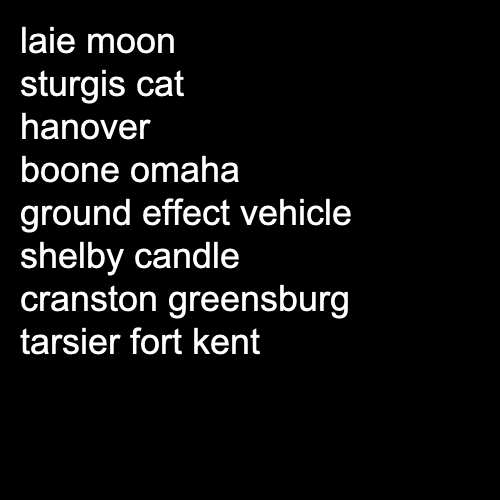 laie moon
sturgis cat
hanover
boone omaha
ground effect vehicle
shelby candle
cranston greensburg
tarsier fort kent